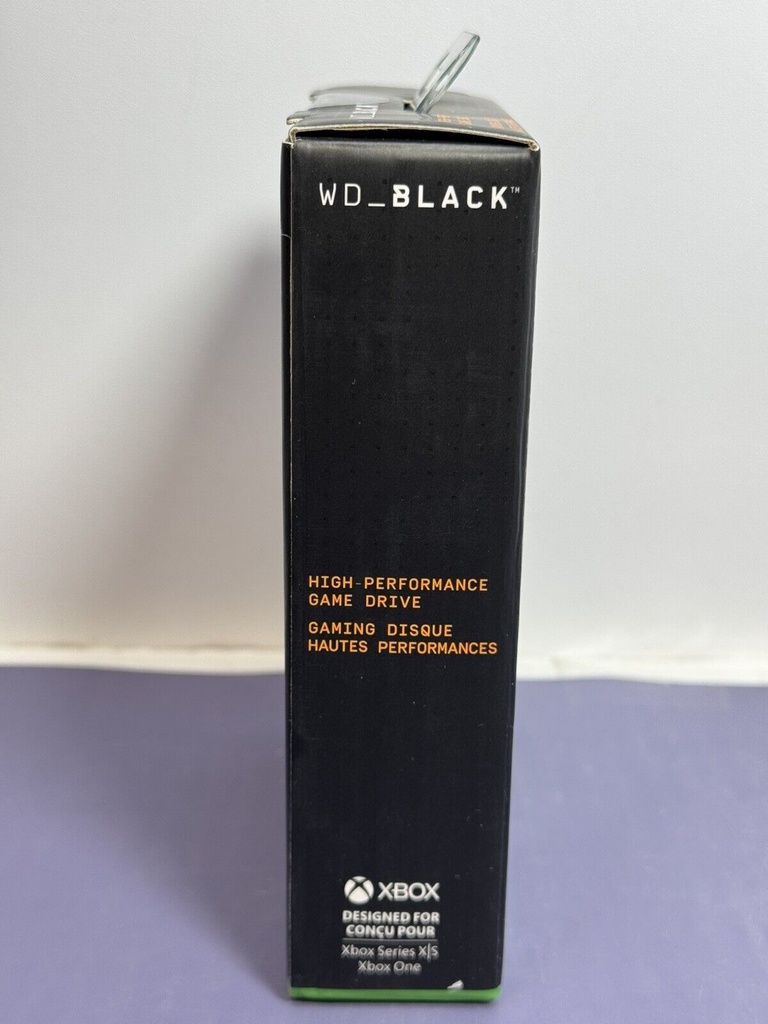 WD_BLACK™
HIGH-PERFORMANCE
GAME DRIVE
GAMING DISQUE
HAUTES PERFORMANCES
XBOX
DESIGNED FOR
CONÇU POUR
Xbox Series X|S
Xbox One